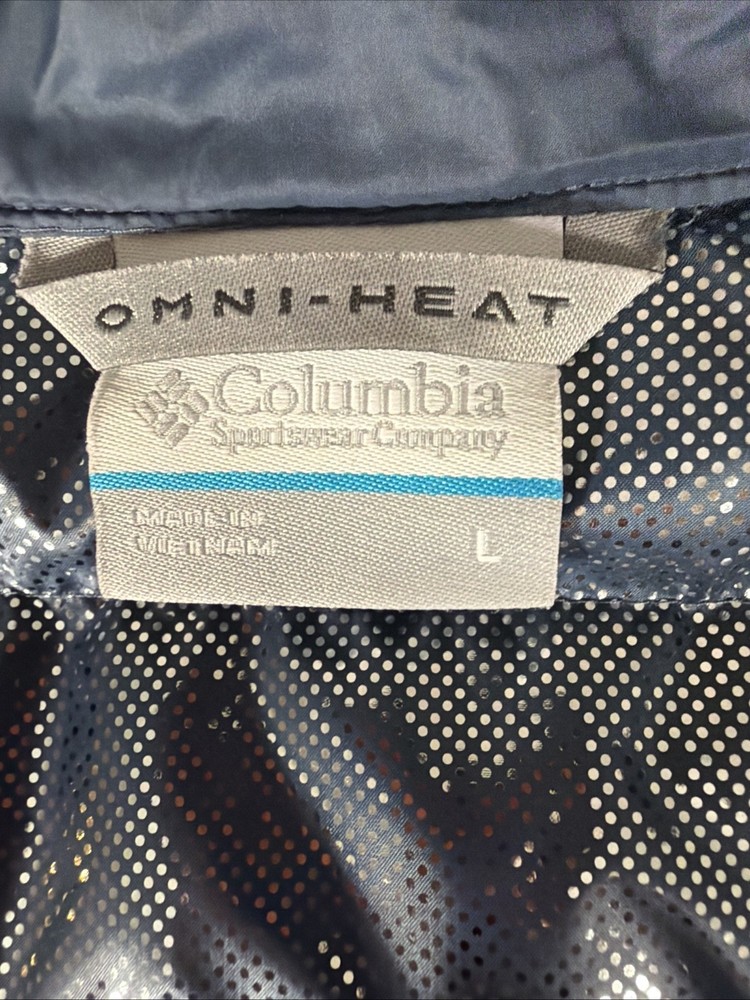 OMNI-HEAT
Columbia
Sportswear Company
MADE IN
VIETNAM
L